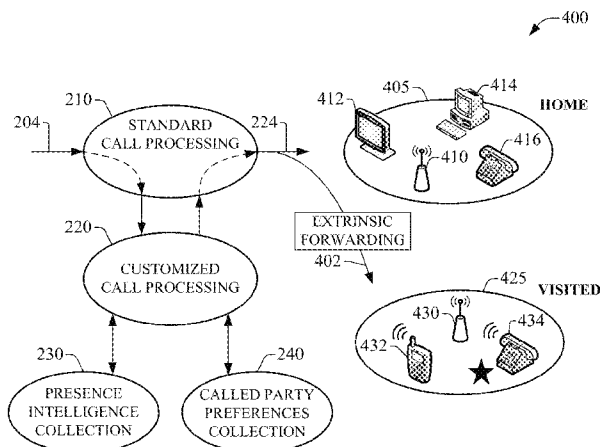 400
210
204
STANDARD
CALL PROCESSING
224
412
405
414
HOME
410
416
220
CUSTOMIZED
CALL PROCESSING
EXTRINSIC
FORWARDING
402
VISITED
425
430
432
434
230
PRESENCE
INTELLIGENCE
COLLECTION
240
CALLED PARTY
PREFERENCES
COLLECTION